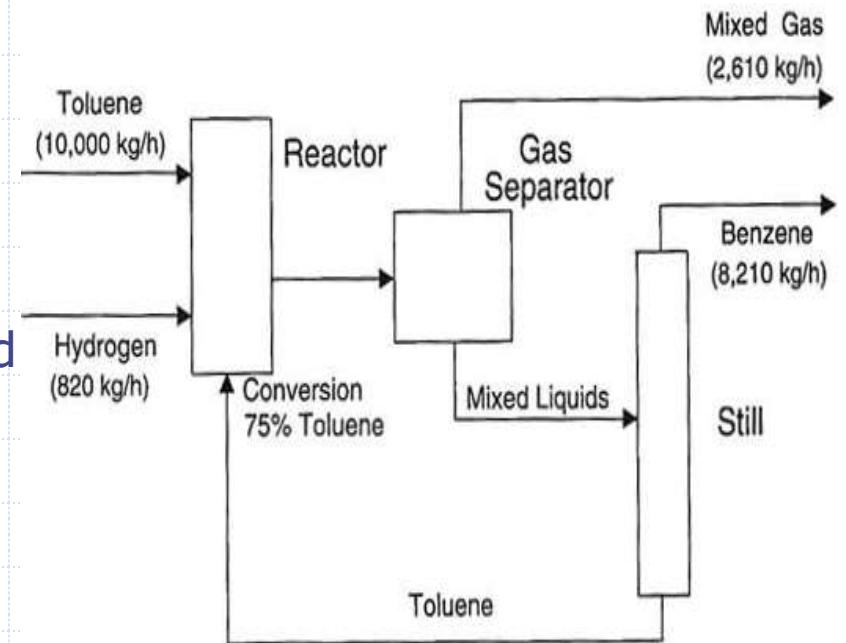 Mixed Gas
(2,610 kg/h)
Toluene
(10,000 kg/h)
Reactor
Gas
Separator
Benzene
(8,210 kg/h)
d
Hydrogen
(820 kg/h)
Conversion
75% Toluene
Mixed Liquids
Still
Toluene